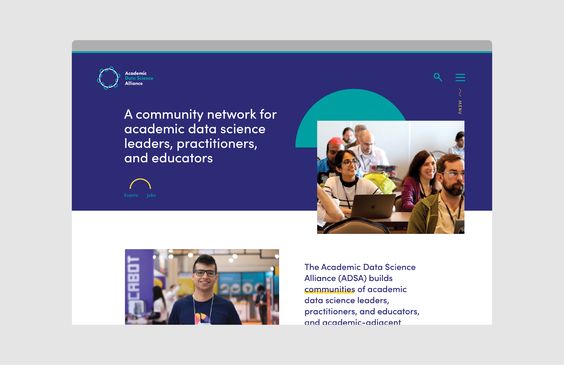 Academic
Data Science
Alliance
MENU
A community network for
academic data science
leaders, practitioners,
and educators
Events Jobs
CABOT
The Academic Data Science
Alliance (ADSA) builds
communities of academic
data science leaders,
practitioners, and educators,
and academic-adjacent